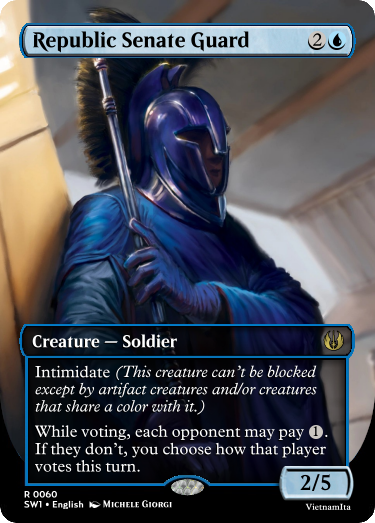 Republic Senate Guard 2
Creature — Soldier
Intimidate (This creature can't be blocked
except by artifact creatures and/or creatures
that share a color with it.)
While voting, each opponent may pay 1.
If they don't, you choose how that player
votes this turn.
2/5
R 0060
SW1 • English Michele Giorgi
VietnamIta